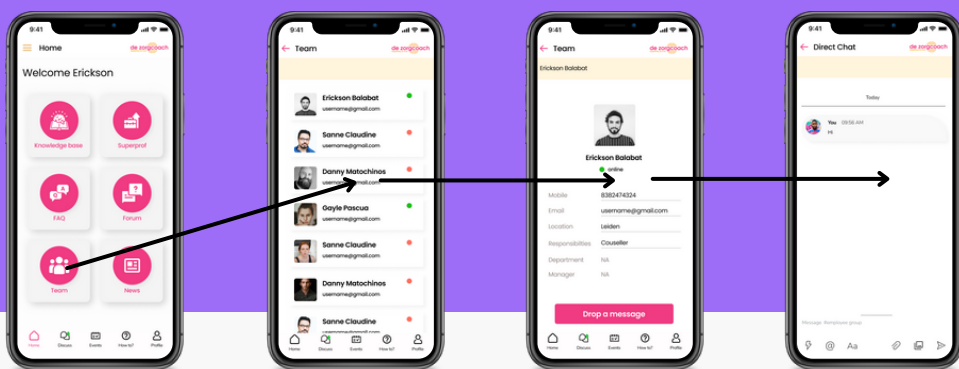 9:41
Home
de zorgcoach
Welcome Erickson
Knowledge base
Superprof
FAQ
Forum
Team
News
Home
Discuss
Events
How to?
Profile
9:41
Team
de zorgcoach
Erickson Balabat
username@gmail.com
Sanne Claudine
username@gmail.com
Danny Matochinos
username@gmail.com
Gayle Pascua
username@gmail.com
Sanne Claudine
username@gmail.com
Danny Matochinos
username@gmail.com
Sanne Claudine
username@gmail.com
Home
Discuss
Events
How to?
Profile
9:41
Team
de zorgcoach
Erickson Balabat
Erickson Balabat
online
Mobile 8382474324
Email username@gmail.com
Location Leiden
Responsibilties Couseller
Department NA
Manager NA
Drop a message
Home
Discuss
Events
How to?
Profile
9:41
Direct Chat
de zorgcoach
Today
You 09:56 AM
Hi
Message #employee group
@ Aa